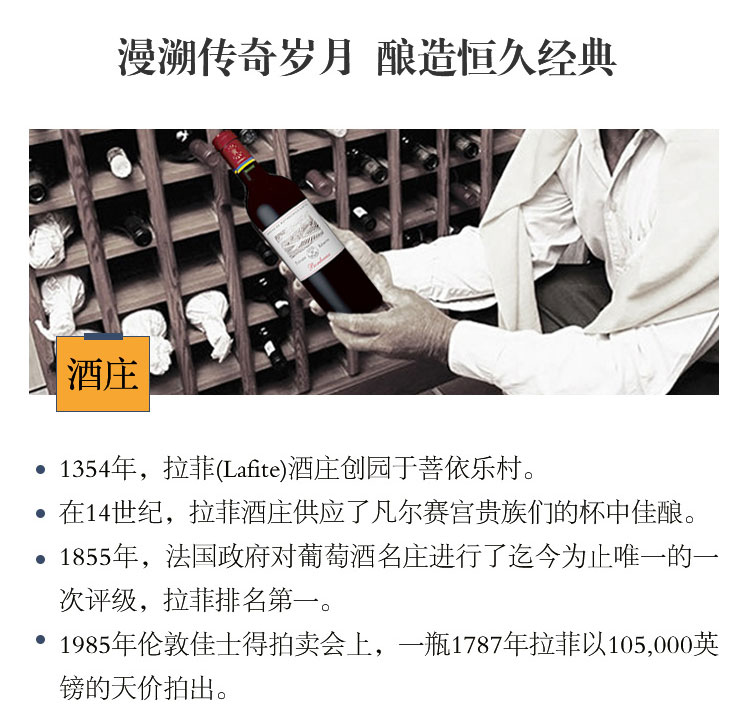 漫溯传奇岁月 酿造恒久经典
酒庄
1354年，拉菲(Lafite)酒庄创园于菩依乐村。
在14世纪，拉菲酒庄供应了凡尔赛宫贵族们的杯中佳酿。
1855年，法国政府对葡萄酒名庄进行了迄今为止唯一的一
次评级，拉菲排名第一。
1985年伦敦佳士得拍卖会上，一瓶1787年拉菲以105,000英
镑的天价拍出。